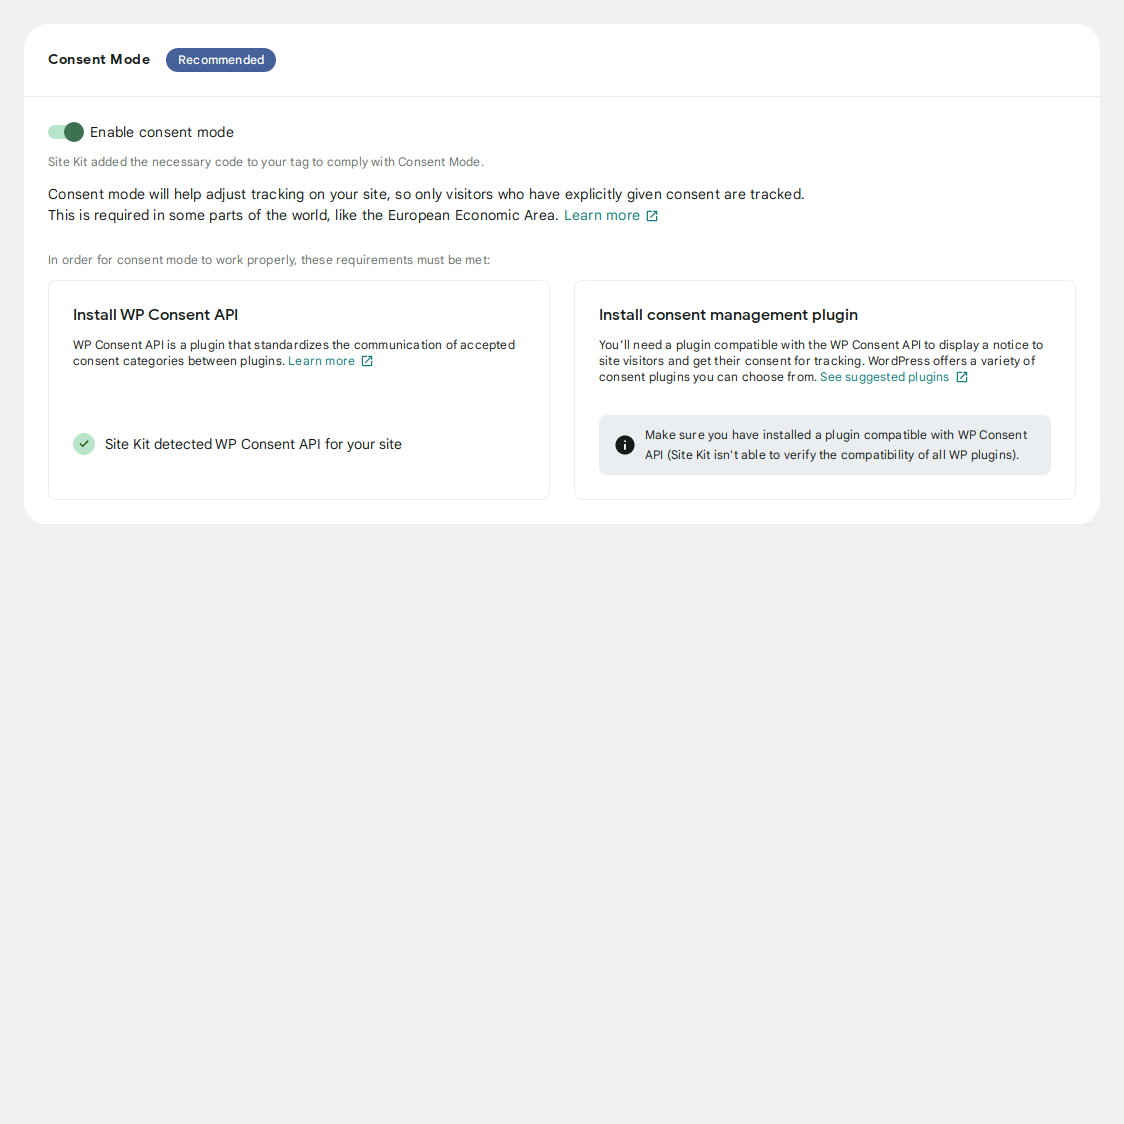 Consent Mode Recommended
Enable consent mode
Site Kit added the necessary code to your tag to comply with Consent Mode.
Consent mode will help adjust tracking on your site, so only visitors who have explicitly given consent are tracked.
This is required in some parts of the world, like the European Economic Area. Learn more
In order for consent mode to work properly, these requirements must be met:
Install WP Consent API
WP Consent API is a plugin that standardizes the communication of accepted
consent categories between plugins. Learn more
Site Kit detected WP Consent API for your site
Install consent management plugin
You’ll need a plugin compatible with the WP Consent API to display a notice to
site visitors and get their consent for tracking. WordPress offers a variety of
consent plugins you can choose from. See suggested plugins
Make sure you have installed a plugin compatible with WP Consent
API (Site Kit isn't able to verify the compatibility of all WP plugins).